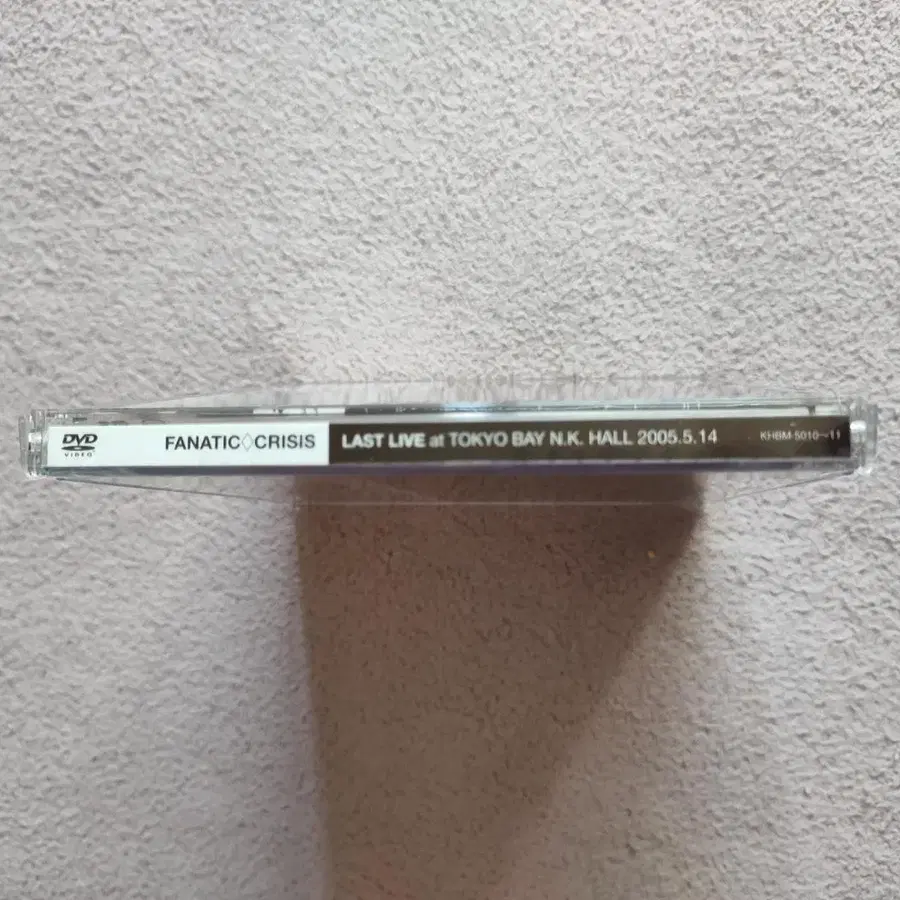 DVD VIDEO FANATIC◇CRISIS LAST LIVE at TOKYO BAY N.K. HALL 2005.5.14 KHBM-5010～11